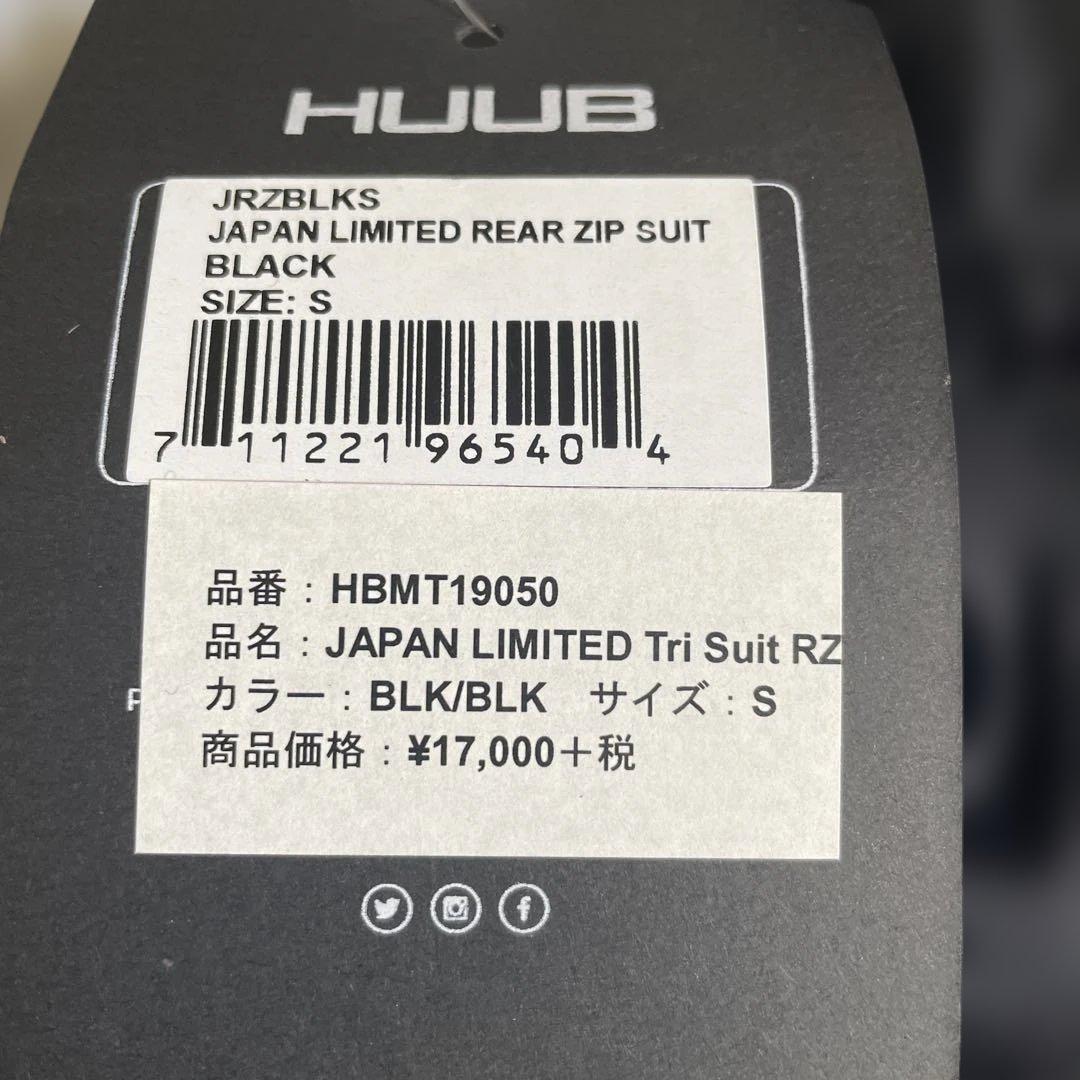 HUUB
JRZBLKS
JAPAN LIMITED REAR ZIP SUIT
BLACK
SIZE: S
7 11221 96540 4
品番：HBMT19050
品名：JAPAN LIMITED Tri Suit RZ
カラー：BLK/BLK　サイズ：S
商品価格：¥17,000＋税